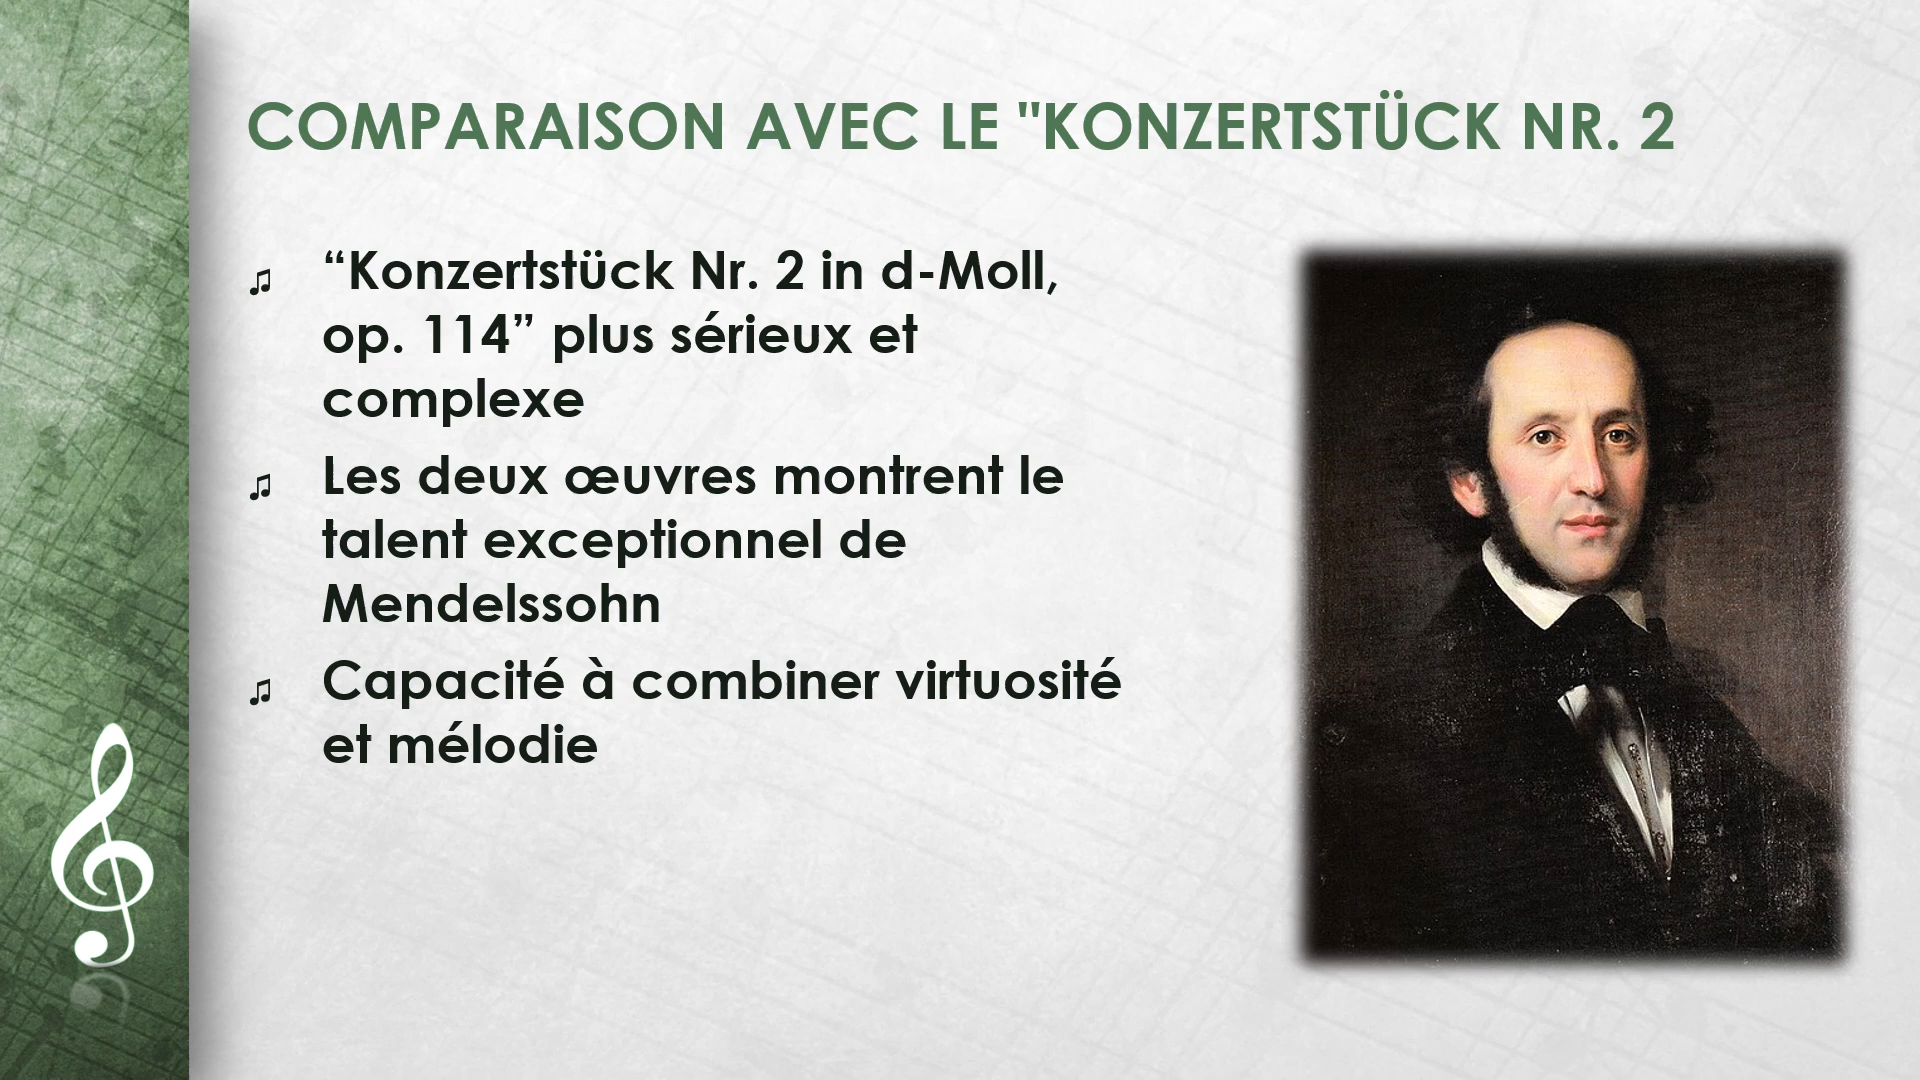 COMPARAISON AVEC LE "KONZERTSTÜCK NR. 2
♫ “Konzertstück Nr. 2 in d-Moll,
op. 114” plus sérieux et
complexe
♫ Les deux œuvres montrent le
talent exceptionnel de
Mendelssohn
♫ Capacité à combiner virtuosité
et mélodie